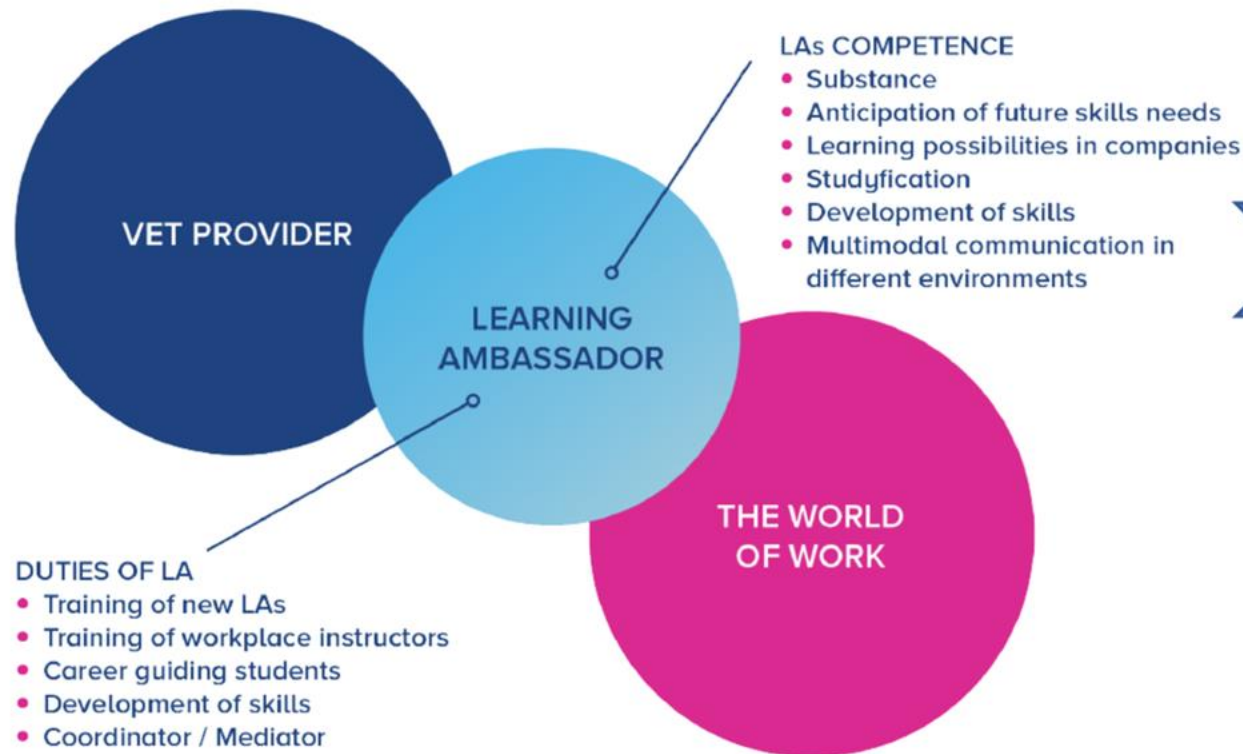 LAs COMPETENCE
• Substance
• Anticipation of future skills needs
• Learning possibilities in companies
• Studyfication
• Development of skills
• Multimodal communication in
different environments
VET PROVIDER
LEARNING
AMBASSADOR
THE WORLD
OF WORK
DUTIES OF LA
• Training of new LAs
• Training of workplace instructors
• Career guiding students
• Development of skills
• Coordinator / Mediator